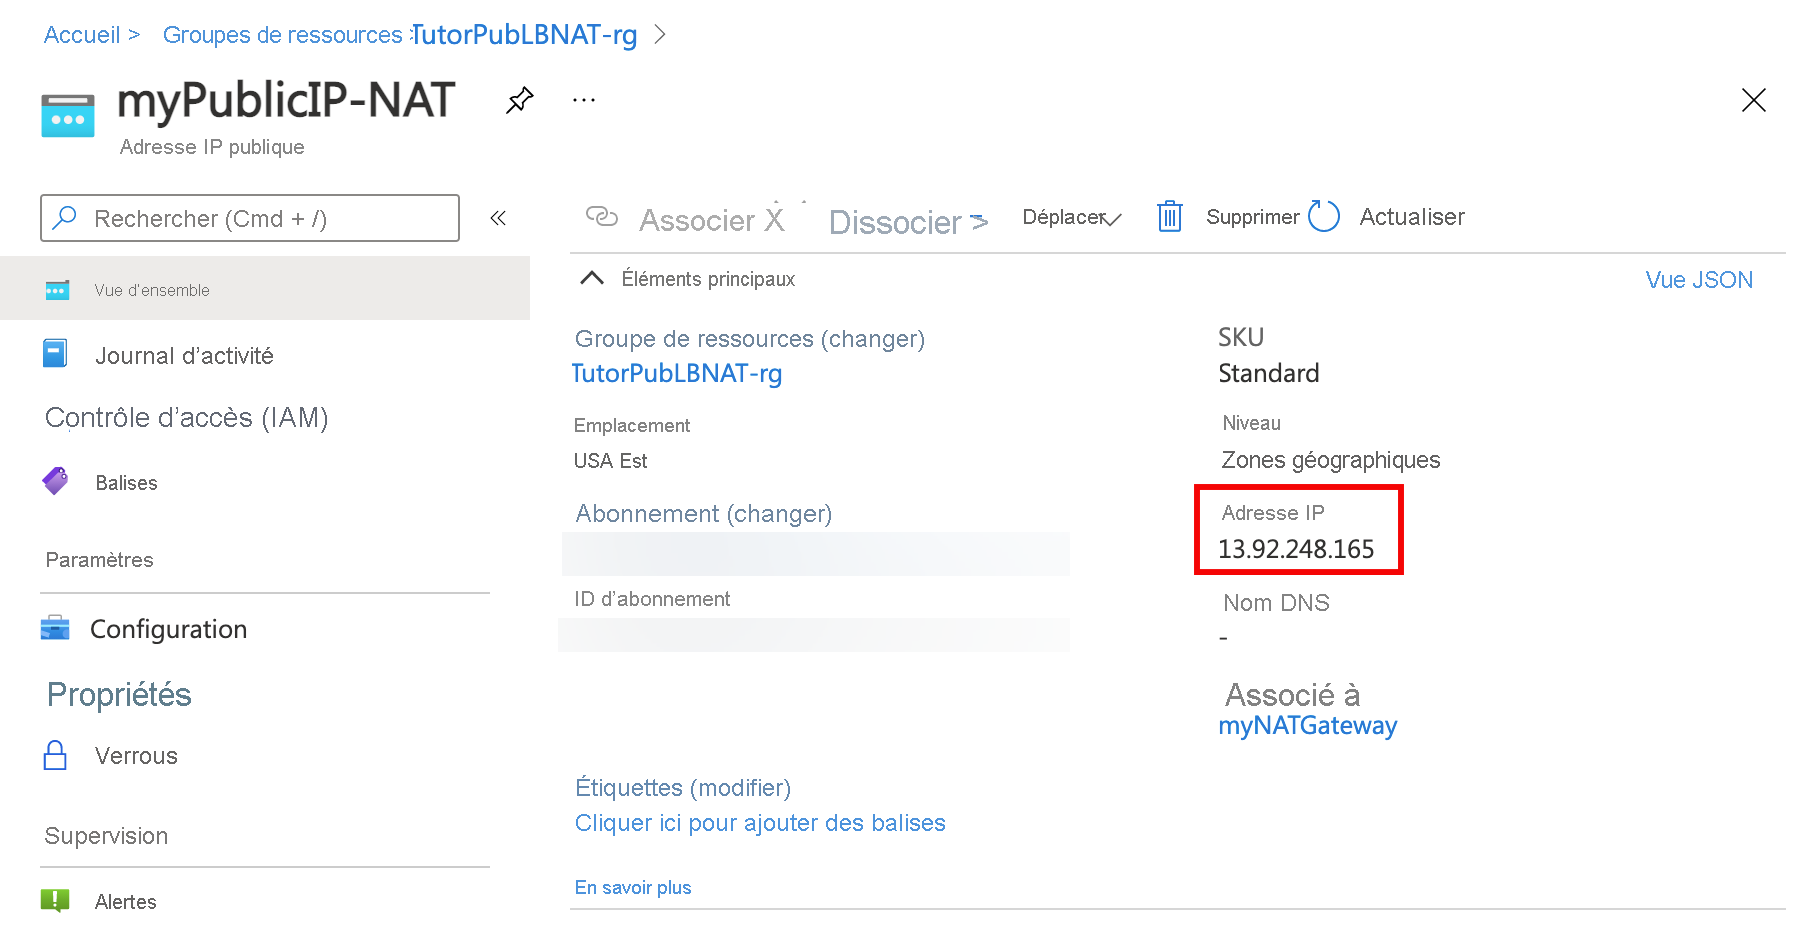 Accueil > Groupes de ressources > TutorPubLBNAT-rg >
myPublicIP-NAT ...
Adresse IP publique
Rechercher (Cmd + /) «
Associer X Dissocier > Déplacer Supprimer Actualiser
Vue d'ensemble
Journal d'activité
Contrôle d'accès (IAM)
Balises
Paramètres
Configuration
Propriétés
Verrous
Supervision
Alertes
Éléments principaux
Vue JSON
Groupe de ressources (changer)
TutorPubLBNAT-rg
Emplacement
USA Est
Abonnement (changer)
ID d'abonnement
SKU
Standard
Niveau
Zones géographiques
Adresse IP
13.92.248.165
Nom DNS
-
Associé à
myNATGateway
Étiquettes (modifier)
Cliquer ici pour ajouter des balises
En savoir plus